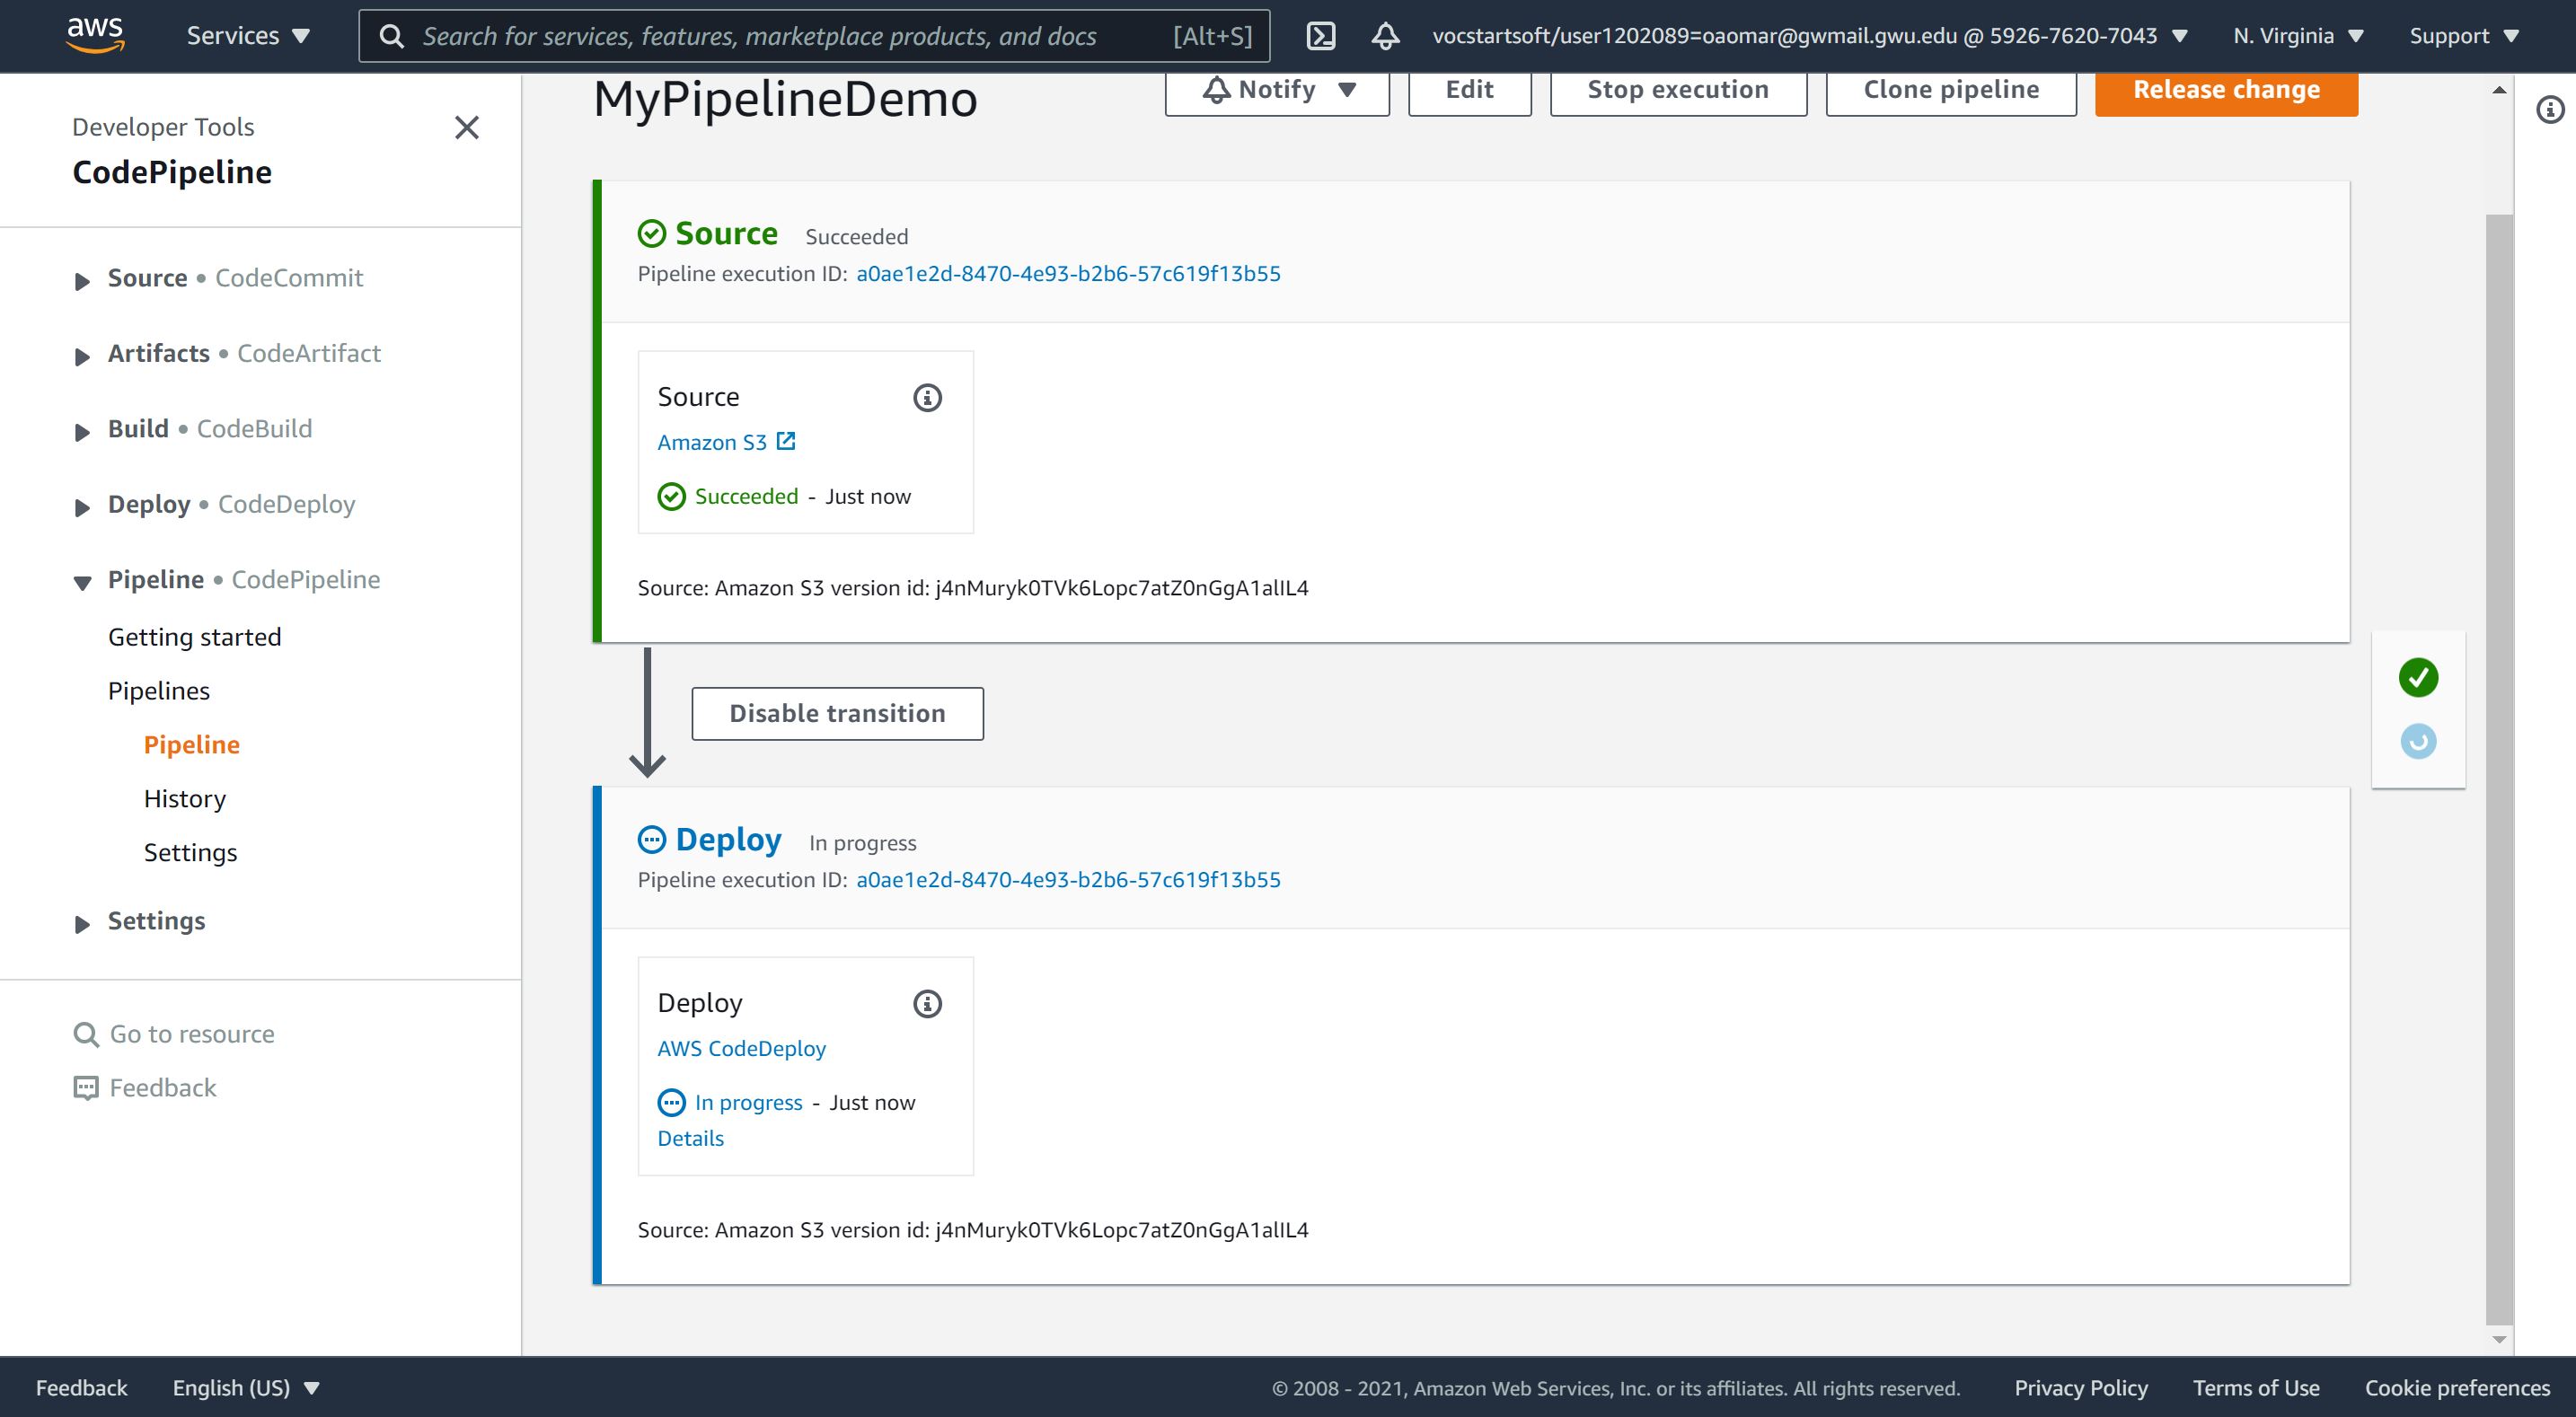 aws
Services
Search for services, features, marketplace products, and docs [Alt+S]
vocstartsoft/user1202089=oaomar@gwmail.gwu.edu @ 5926-7620-7043
N. Virginia
Support
Developer Tools
CodePipeline
Source • CodeCommit
Artifacts • CodeArtifact
Build • CodeBuild
Deploy • CodeDeploy
Pipeline • CodePipeline
Getting started
Pipelines
Pipeline
History
Settings
Settings
Go to resource
Feedback
MyPipelineDemo
Notify
Edit
Stop execution
Clone pipeline
Release change
Source Succeeded
Pipeline execution ID: a0ae1e2d-8470-4e93-b2b6-57c619f13b55
Source
Amazon S3
Succeeded - Just now
Source: Amazon S3 version id: j4nMuryk0TVk6Lopc7atZ0nGgA1alIL4
Disable transition
Deploy In progress
Pipeline execution ID: a0ae1e2d-8470-4e93-b2b6-57c619f13b55
Deploy
AWS CodeDeploy
In progress - Just now
Details
Source: Amazon S3 version id: j4nMuryk0TVk6Lopc7atZ0nGgA1alIL4
Feedback
English (US)
© 2008 - 2021, Amazon Web Services, Inc. or its affiliates. All rights reserved.
Privacy Policy
Terms of Use
Cookie preferences